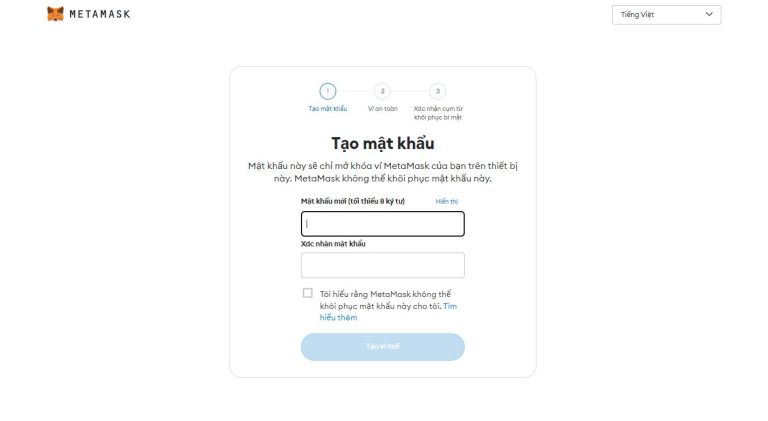 METAMASK
Tiếng Việt
1
2
3
Tạo mật khẩu
Ví an toàn
Xác nhận cụm từ
khôi phục bí mật
Tạo mật khẩu
Mật khẩu này sẽ chỉ mở khóa ví MetaMask của bạn trên thiết bị
này. MetaMask không thể khôi phục mật khẩu này.
Mật khẩu mới (tối thiểu 8 ký tự)
Hiển thị
Xác nhận mật khẩu
Tôi hiểu rằng MetaMask không thể
khôi phục mật khẩu này cho tôi. Tìm
hiểu thêm
Tạo ví mới